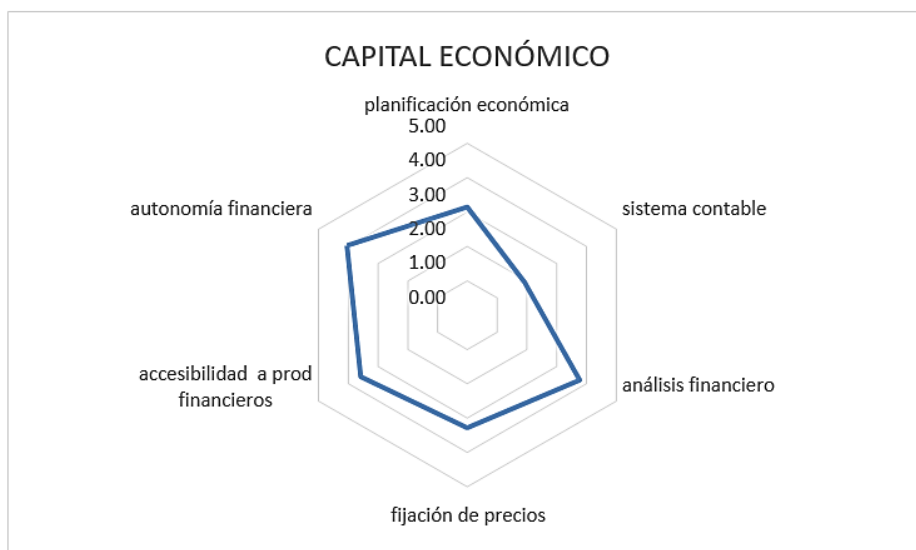 CAPITAL ECONÓMICO
planificación económica
5.00
4.00
3.00
2.00
1.00
0.00
autonomía financiera
sistema contable
accesibilidad a prod
financieros
análisis financiero
fijación de precios